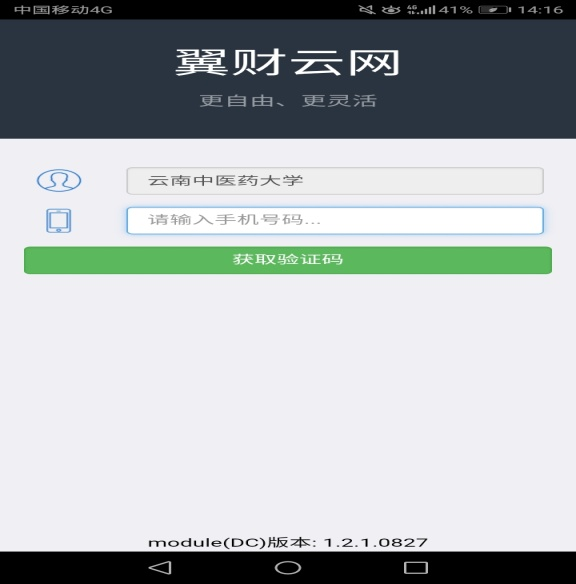 中国移动4G 4G 41% 14:16
翼财云网
更自由、更灵活
云南中医药大学
请输入手机号码...
获取验证码
module(DC)版本: 1.2.1.0827